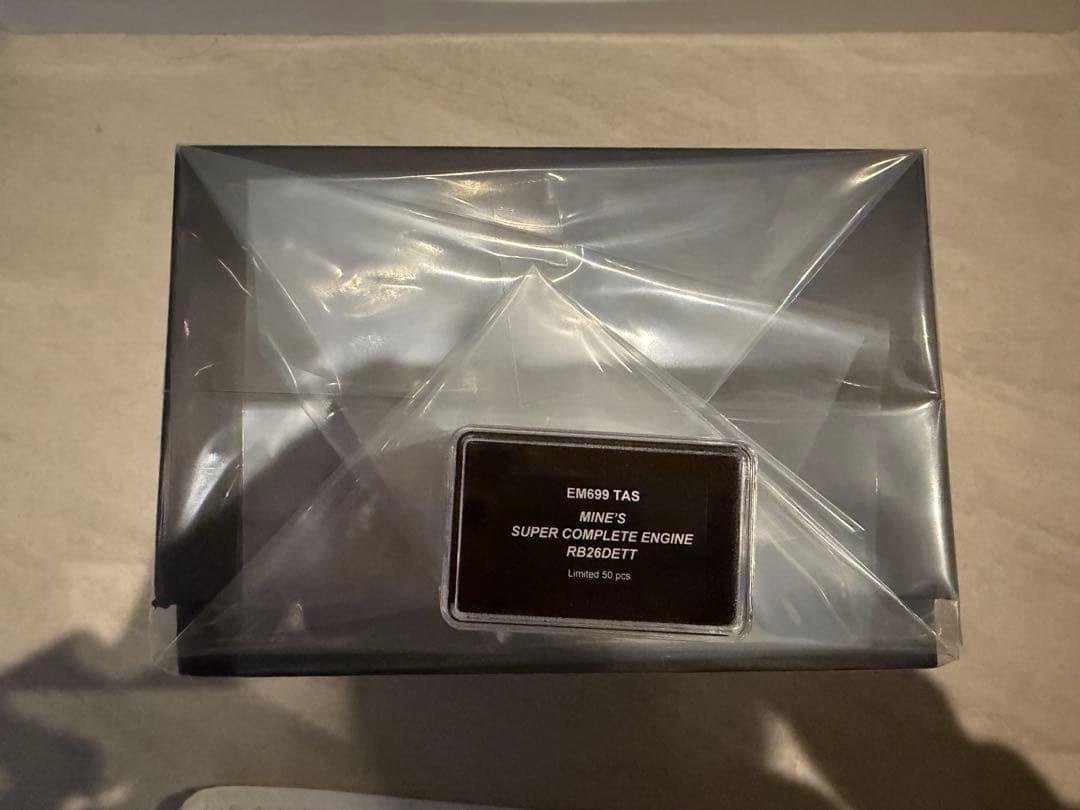 EM699 TAS
MINE'S
SUPER COMPLETE ENGINE
RB26DETT
Limited 50 pcs